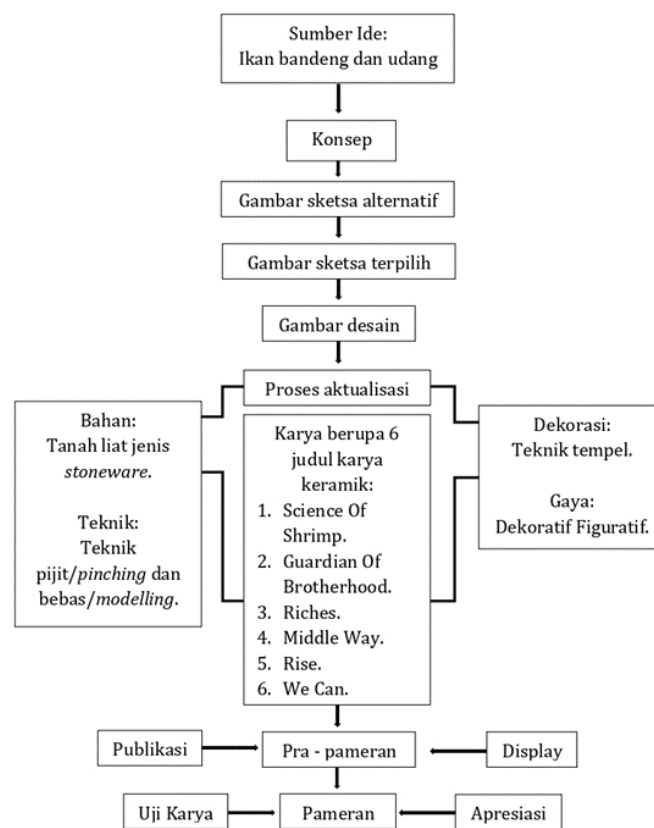 Sumber Ide:
Ikan bandeng dan udang
Konsep
Gambar sketsa alternatif
Gambar sketsa terpilih
Gambar desain
Proses aktualisasi
Bahan:
Tanah liat jenis
stoneware.
Teknik:
Teknik
pijit/pinching dan
bebas/modelling.
Karya berupa 6
judul karya
keramik:
1. Science Of
Shrimp.
2. Guardian Of
Brotherhood.
3. Riches.
4. Middle Way.
5. Rise.
6. We Can.
Dekorasi:
Teknik tempel.
Gaya:
Dekoratif Figuratif.
Publikasi
Pra - pameran
Display
Uji Karya
Pameran
Apresiasi